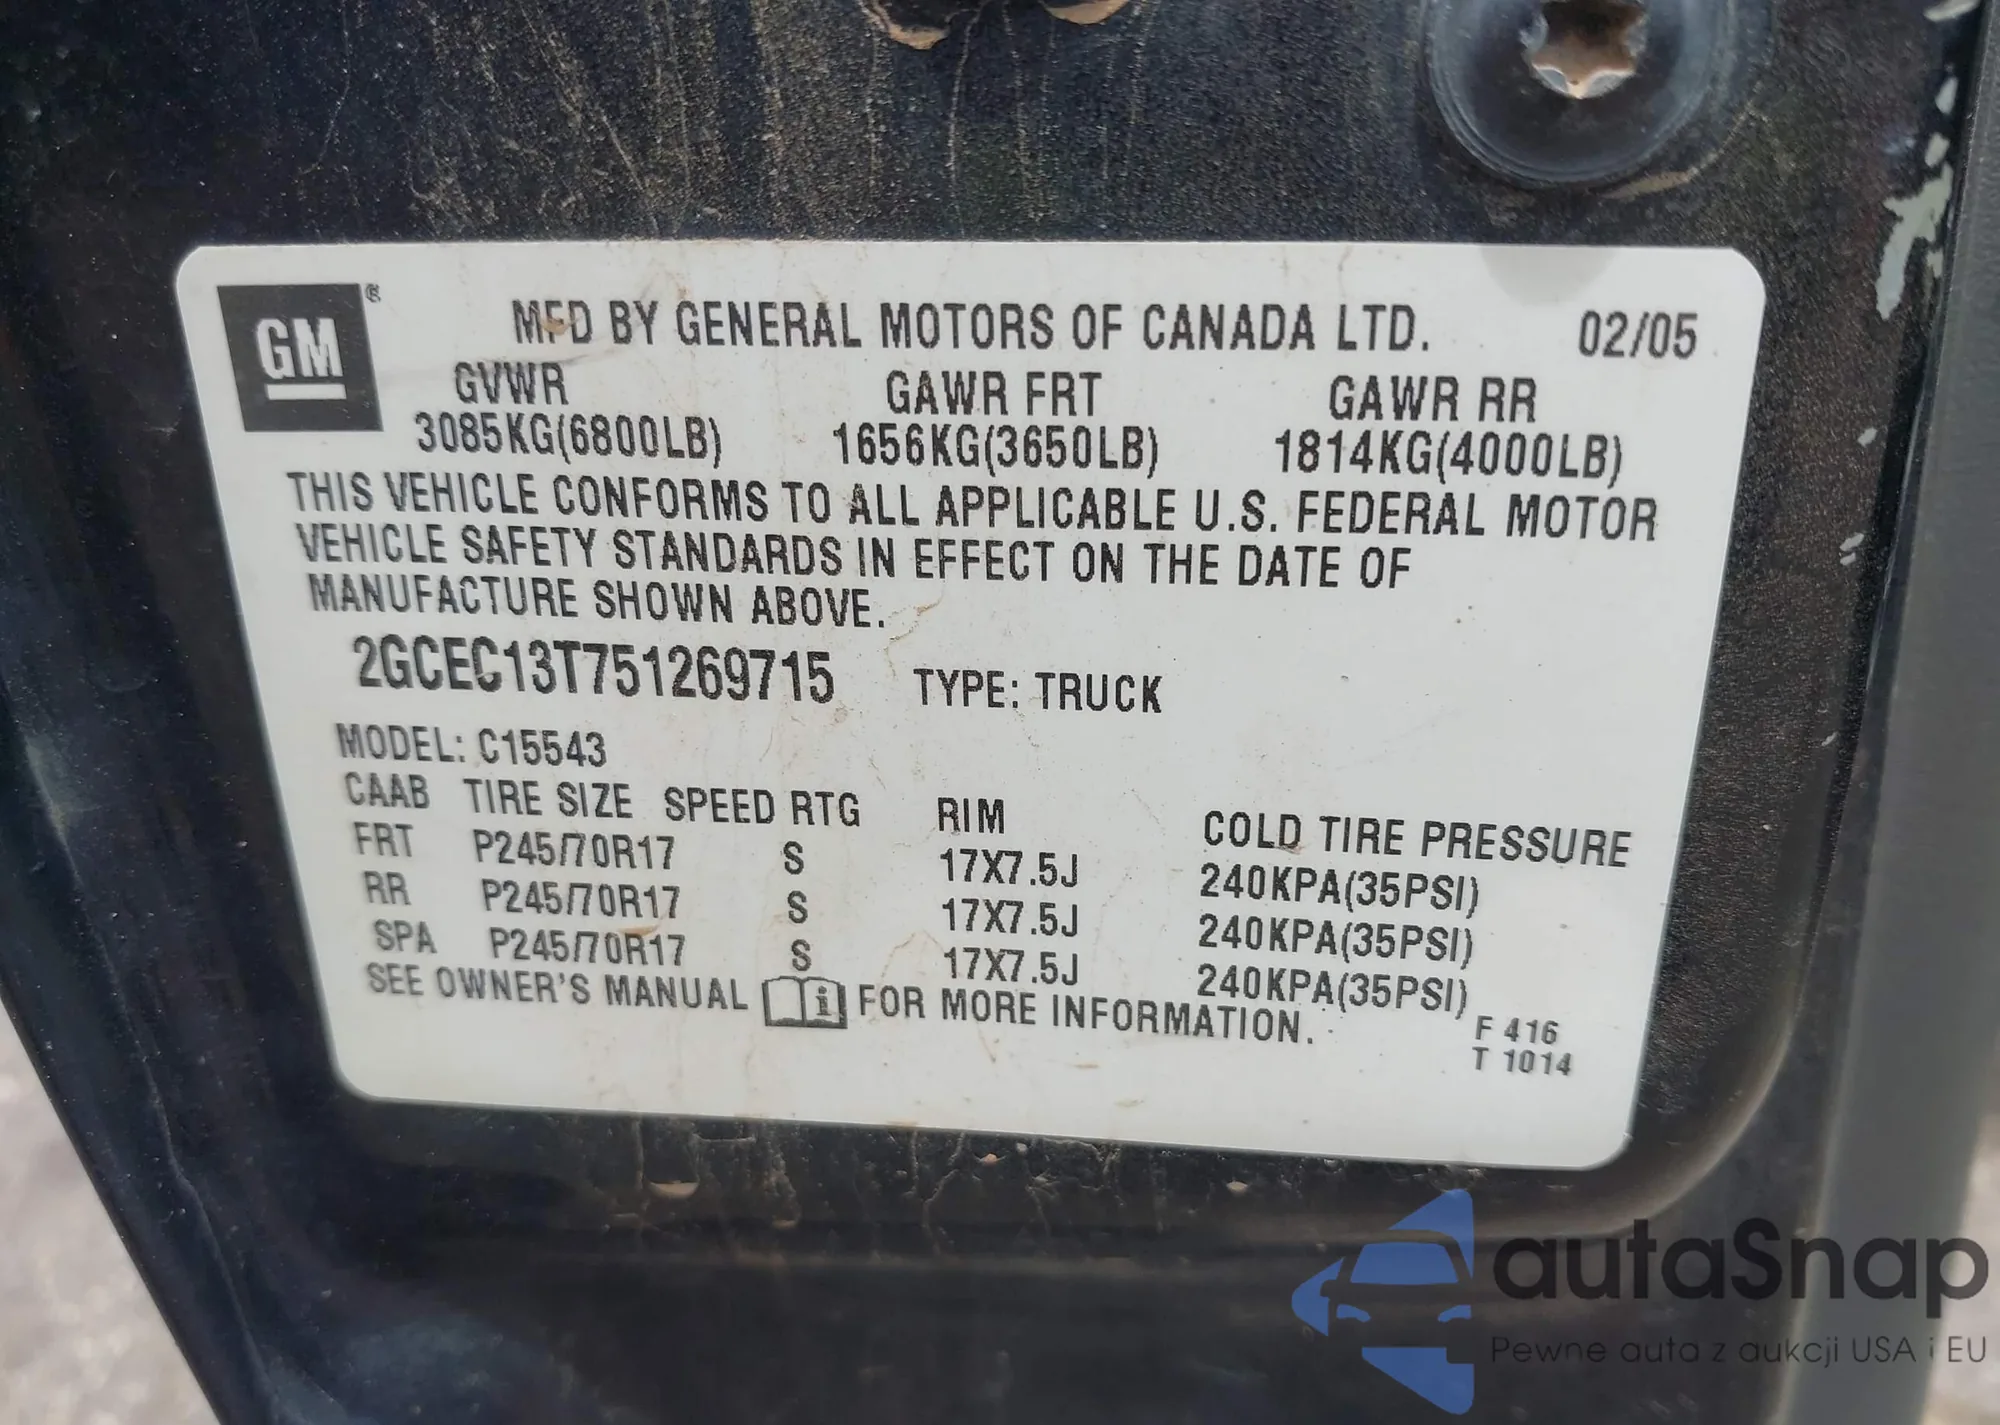 GM ®
MFD BY GENERAL MOTORS OF CANADA LTD. 02/05
GVWR GAWR FRT GAWR RR
3085KG(6800LB) 1656KG(3650LB) 1814KG(4000LB)
THIS VEHICLE CONFORMS TO ALL APPLICABLE U.S. FEDERAL MOTOR
VEHICLE SAFETY STANDARDS IN EFFECT ON THE DATE OF
MANUFACTURE SHOWN ABOVE.
2GCEC13T751269715 TYPE: TRUCK
MODEL: C15543
CAAB TIRE SIZE SPEED RTG RIM COLD TIRE PRESSURE
FRT P245/70R17 S 17X7.5J 240KPA(35PSI)
RR P245/70R17 S 17X7.5J 240KPA(35PSI)
SPA P245/70R17 S 17X7.5J 240KPA(35PSI)
SEE OWNER'S MANUAL i FOR MORE INFORMATION.
F 416
T 1014
autaSnap
Pewne auta z aukcji USA i EU